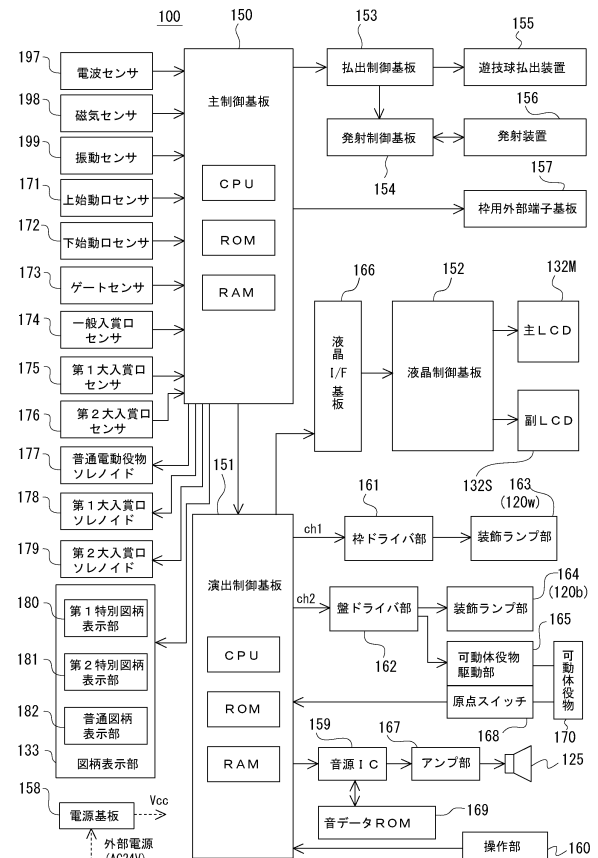 100
150
153
155
197
電波センサ
払出制御基板
遊技球払出装置
主制御基板
198
磁気センサ
156
199
振動センサ
発射制御基板
発射装置
154
157
171
上始動口センサ
CPU
枠用外部端子基板
172
下始動口センサ
ROM
173
ゲートセンサ
RAM
166
152
132M
174
一般入賞口
センサ
液晶
I/F
基板
液晶制御基板
主LCD
175
第1大入賞口
センサ
176
第2大入賞口
センサ
副LCD
177
普通電動役物
ソレノイド
151
132S
163
(120w)
178
第1大入賞口
ソレノイド
161
ch1
枠ドライバ部
装飾ランプ部
179
第2大入賞口
ソレノイド
演出制御基板
164
(120b)
180
第1特別図柄
表示部
ch2
盤ドライバ部
装飾ランプ部
165
162
181
第2特別図柄
表示部
CPU
可動体役物
駆動部
可動体役物
182
普通図柄
表示部
ROM
原点スイッチ
168
170
133
図柄表示部
159
167
RAM
音源IC
アンプ部
125
158
電源基板
Vcc
169
音データROM
外部電源
(AC24V)
操作部
160